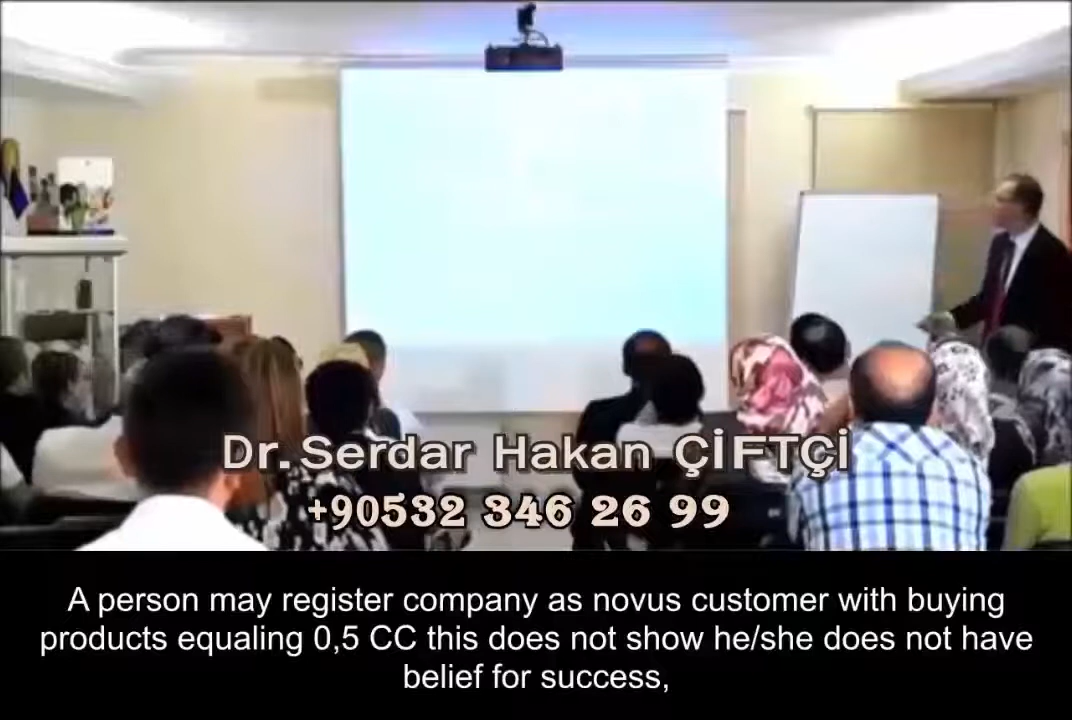 Dr. Serdar Hakan ÇİFTÇİ
+90532 346 26 99
A person may register company as novus customer with buying
products equaling 0,5 CC this does not show he/she does not have
belief for success,